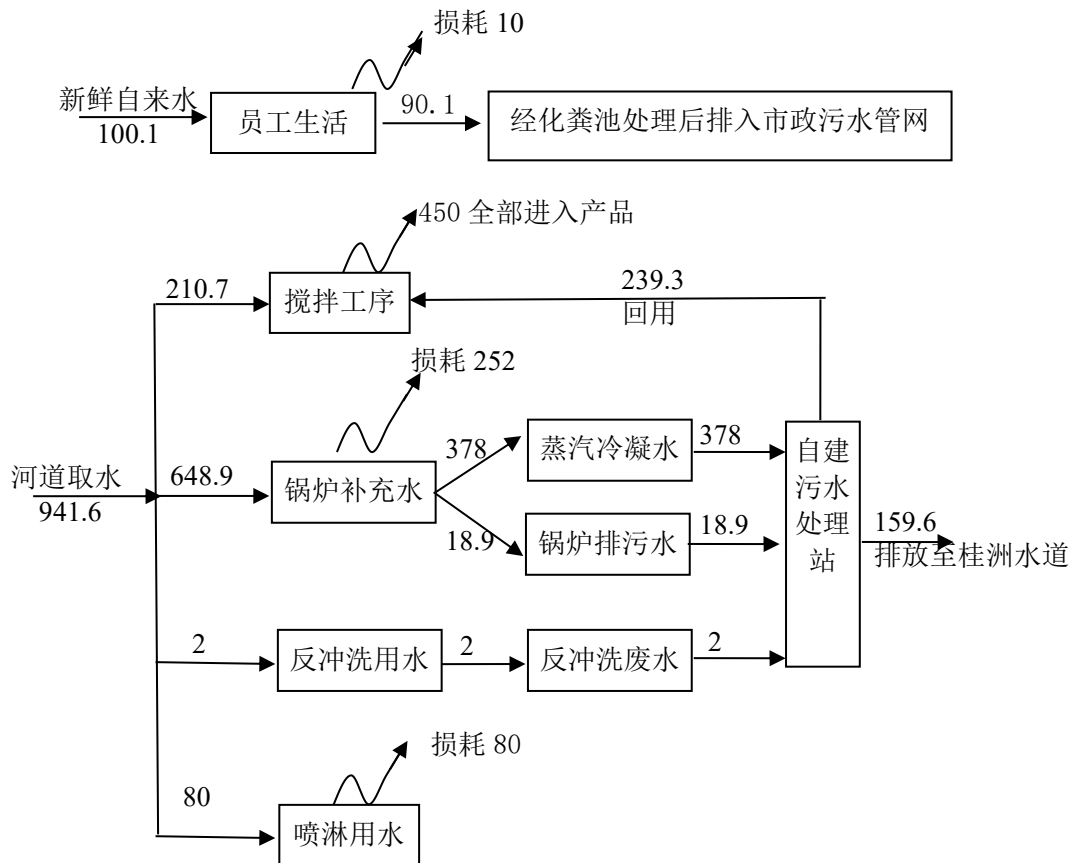 损耗 10
新鲜自来水
100.1
员工生活
90.1
经化粪池处理后排入市政污水管网
450 全部进入产品
210.7
搅拌工序
239.3
回用
损耗 252
河道取水
941.6
648.9
锅炉补充水
378
蒸汽冷凝水
378
18.9
锅炉排污水
18.9
自建
污水
处理
站
159.6
排放至桂洲水道
2
反冲洗用水
2
反冲洗废水
2
损耗 80
80
喷淋用水